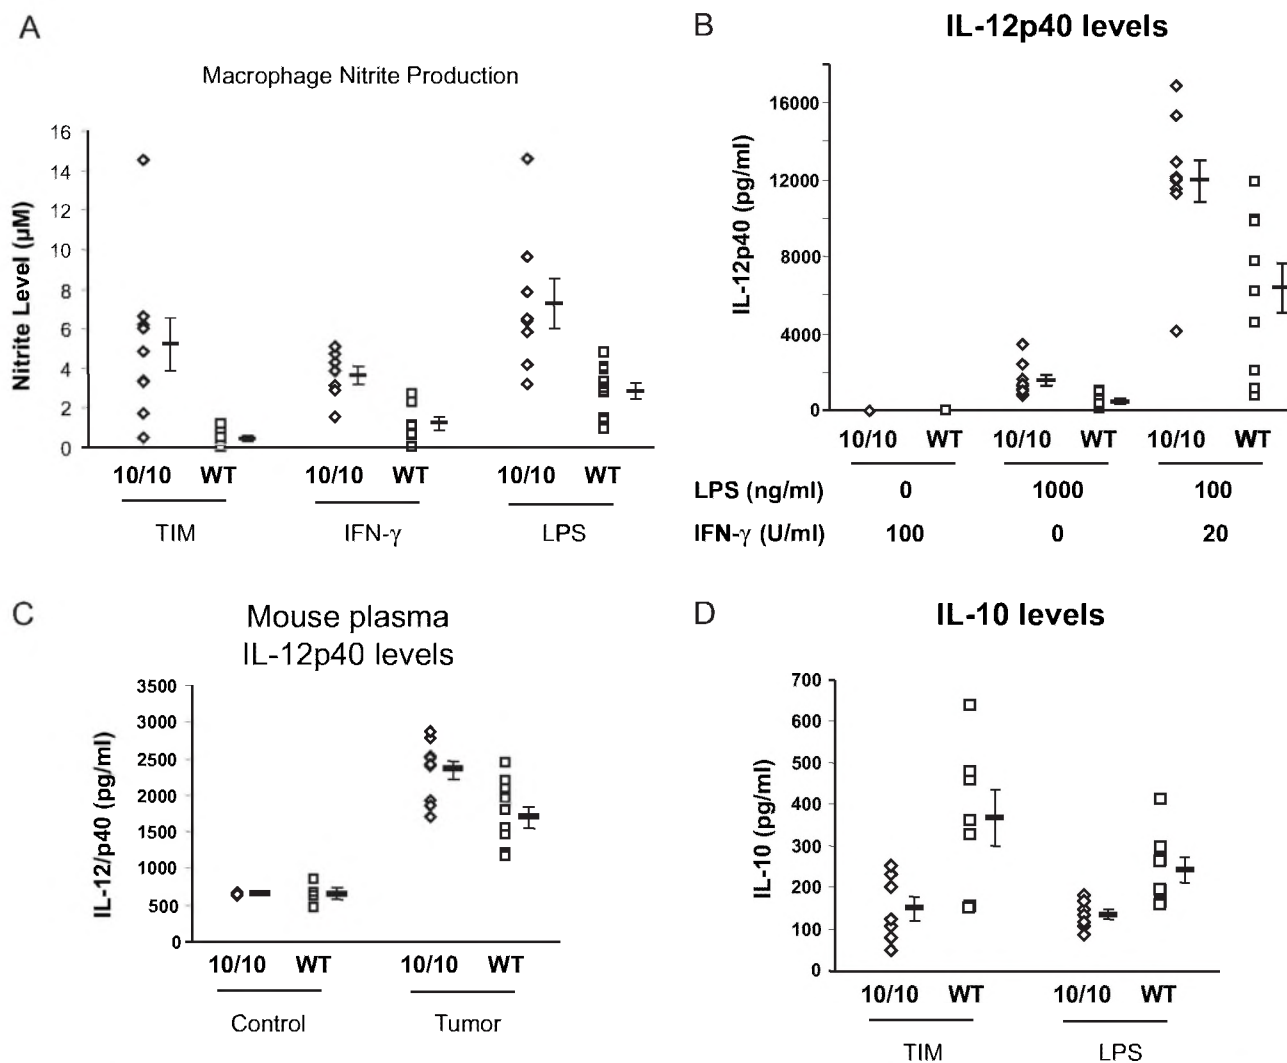 A
Macrophage Nitrite Production
Nitrite Level (μM)
16
14
12
10
8
6
4
2
0
10/10 WT 10/10 WT 10/10 WT
TIM IFN-γ LPS
B
IL-12p40 levels
IL-12p40 (pg/ml)
16000
12000
8000
4000
0
10/10 WT 10/10 WT 10/10 WT
LPS (ng/ml) 0 1000 100
IFN-γ (U/ml) 100 0 20
C
Mouse plasma
IL-12p40 levels
IL-12/p40 (pg/ml)
3500
3000
2500
2000
1500
1000
500
0
10/10 WT 10/10 WT
Control Tumor
D
IL-10 levels
IL-10 (pg/ml)
700
600
500
400
300
200
100
0
10/10 WT 10/10 WT
TIM LPS